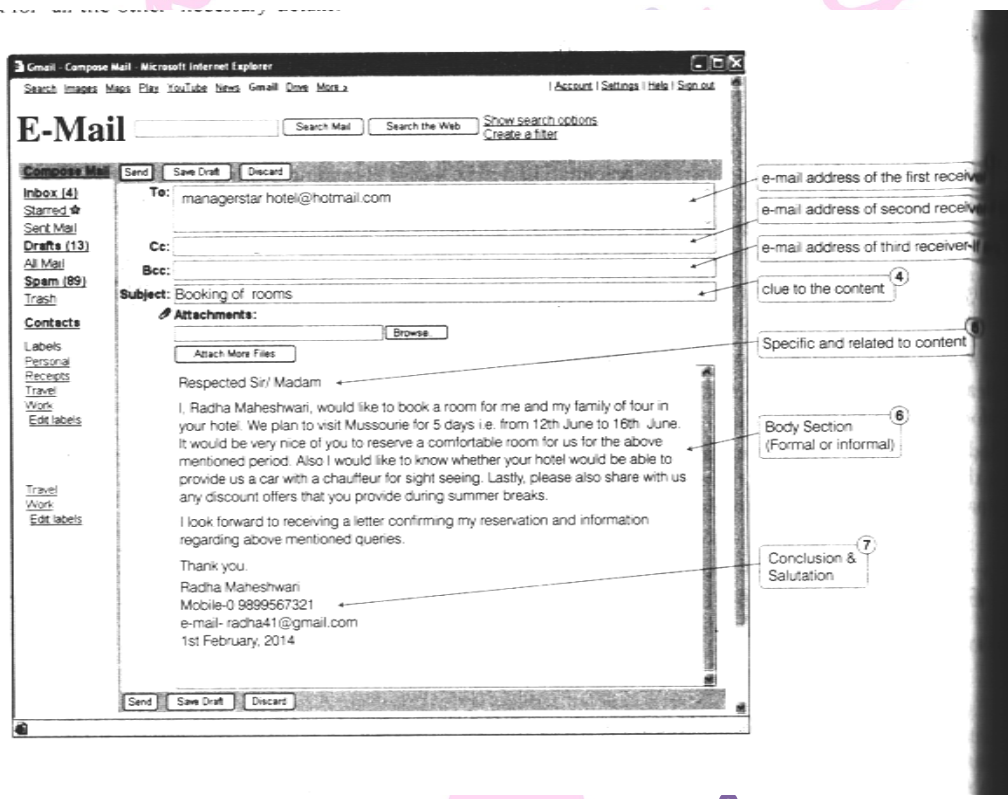 all the other necessary details
Gmail - Compose Mail - Microsoft Internet Explorer
Search Images Maps Play YouTube News Gmail Drive More »
| Account | Settings | Help | Sign out
E-Mail
Search Mail
Search the Web
Show search options
Create a filter
Compose Mail
Send
Save Draft
Discard
Inbox (4)
Starred
Sent Mail
Drafts (13)
All Mail
Spam (89)
Trash
Contacts
Labels
Personal
Receipts
Travel
Work
Edit labels
Travel
Work
Edit labels
To: managerstar hotel@hotmail.com
Cc:
Bcc:
Subject: Booking of rooms
Attachments:
Browse..
Attach More Files
Respected Sir/ Madam
I, Radha Maheshwari, would like to book a room for me and my family of four in
your hotel. We plan to visit Mussourie for 5 days i.e. from 12th June to 16th June.
It would be very nice of you to reserve a comfortable room for us for the above
mentioned period. Also I would like to know whether your hotel would be able to
provide us a car with a chauffeur for sight seeing. Lastly, please also share with us
any discount offers that you provide during summer breaks.
I look forward to receiving a letter confirming my reservation and information
regarding above mentioned queries.
Thank you.
Radha Maheshwari
Mobile-0 9899567321
e-mail- radha41@gmail.com
1st February, 2014
Send
Save Draft
Discard
e-mail address of the first receive
e-mail address of second receive
e-mail address of third receiver-if
4
clue to the content
Specific and related to content
6
Body Section
(Formal or informal)
7
Conclusion &
Salutation